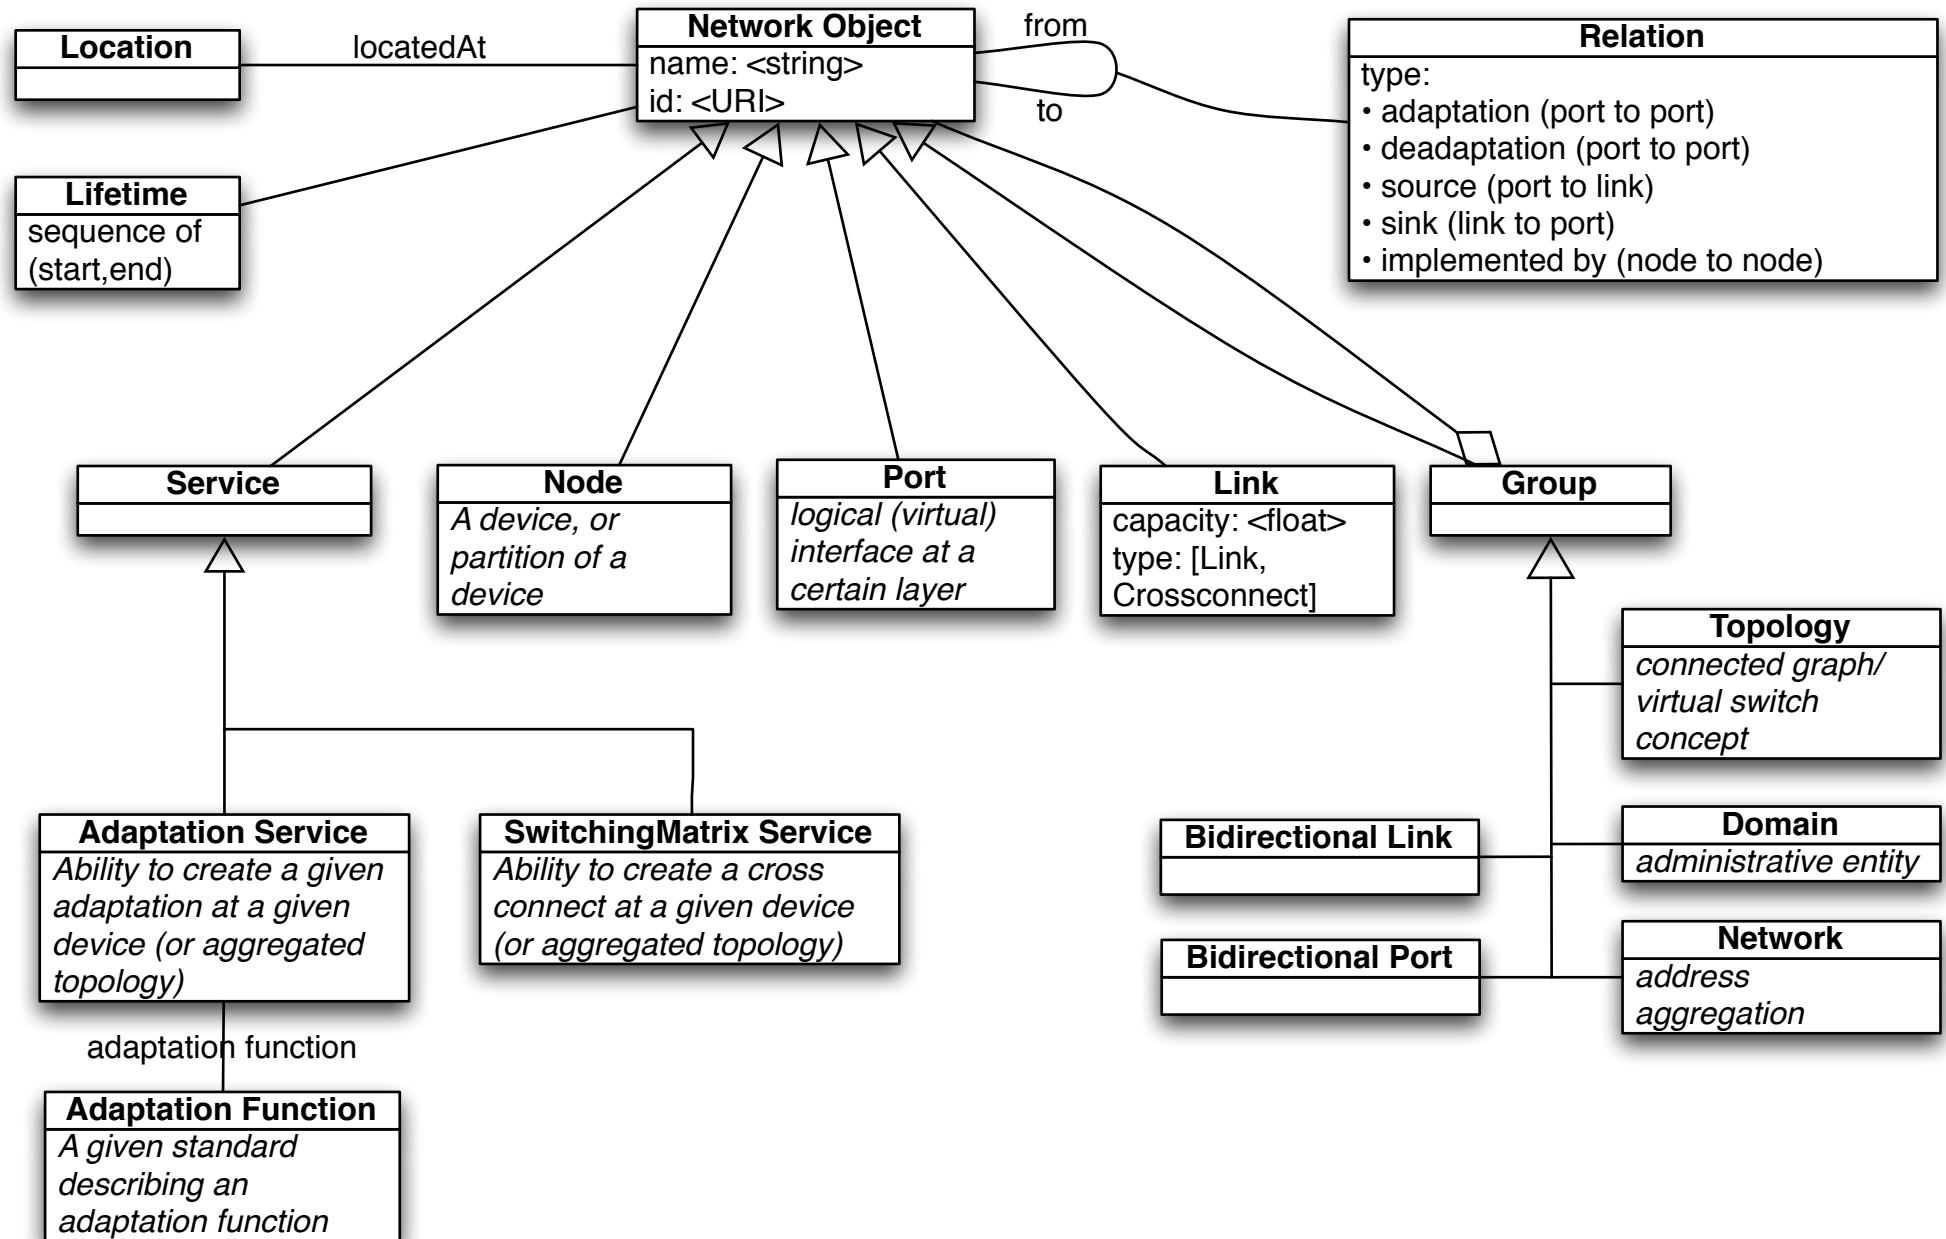 Location
locatedAt
Network Object
name: <string>
id: <URI>
from
to
Relation
type:
• adaptation (port to port)
• deadaptation (port to port)
• source (port to link)
• sink (link to port)
• implemented by (node to node)
Lifetime
sequence of
(start,end)
Service
Node
A device, or
partition of a
device
Port
logical (virtual)
interface at a
certain layer
Link
capacity: <float>
type: [Link,
Crossconnect]
Group
Topology
connected graph/
virtual switch
concept
Adaptation Service
Ability to create a given
adaptation at a given
device (or aggregated
topology)
SwitchingMatrix Service
Ability to create a cross
connect at a given device
(or aggregated topology)
Bidirectional Link
Domain
administrative entity
Bidirectional Port
Network
address
aggregation
adaptation function
Adaptation Function
A given standard
describing an
adaptation function